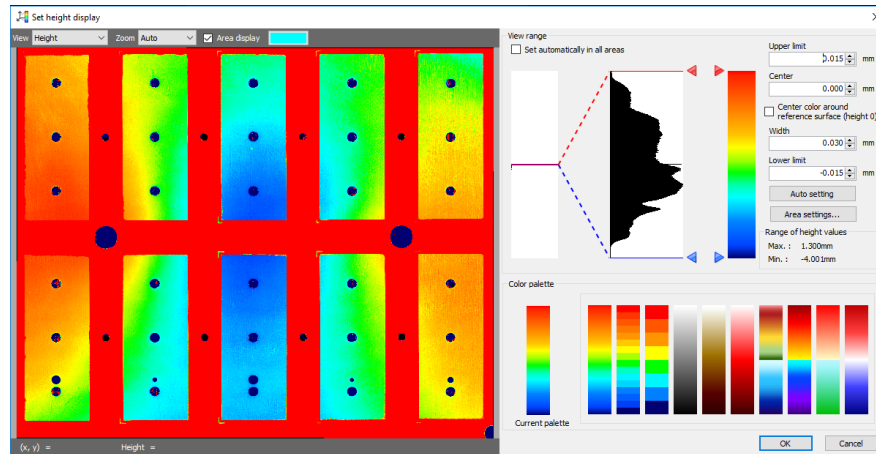 Set height display
View Height Zoom Auto Area display
View range
Set automatically in all areas
Upper limit
0.015 mm
Center
0.000 mm
Center color around
reference surface (height 0)
Width
0.030 mm
Lower limit
-0.015 mm
Auto setting
Area settings...
Range of height values
Max. : 1.300mm
Min. : -4.001mm
Color palette
Current palette
(x, y) = Height =
OK Cancel